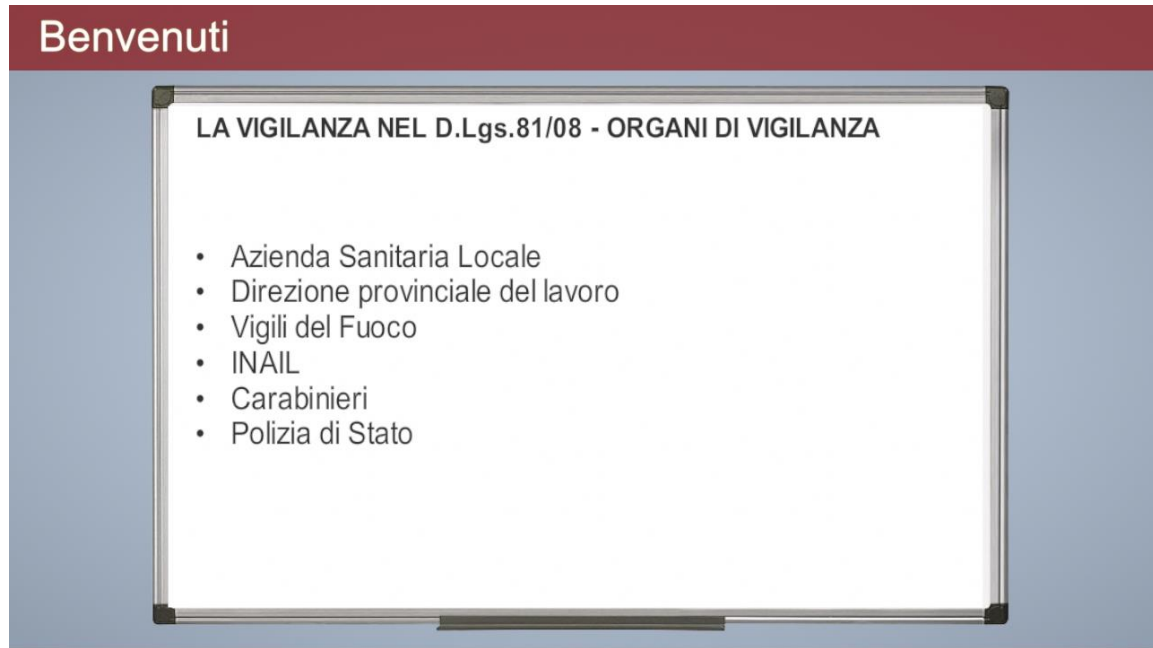 Benvenuti
LA VIGILANZA NEL D.Lgs.81/08 - ORGANI DI VIGILANZA
• Azienda Sanitaria Locale
• Direzione provinciale del lavoro
• Vigili del Fuoco
• INAIL
• Carabinieri
• Polizia di Stato